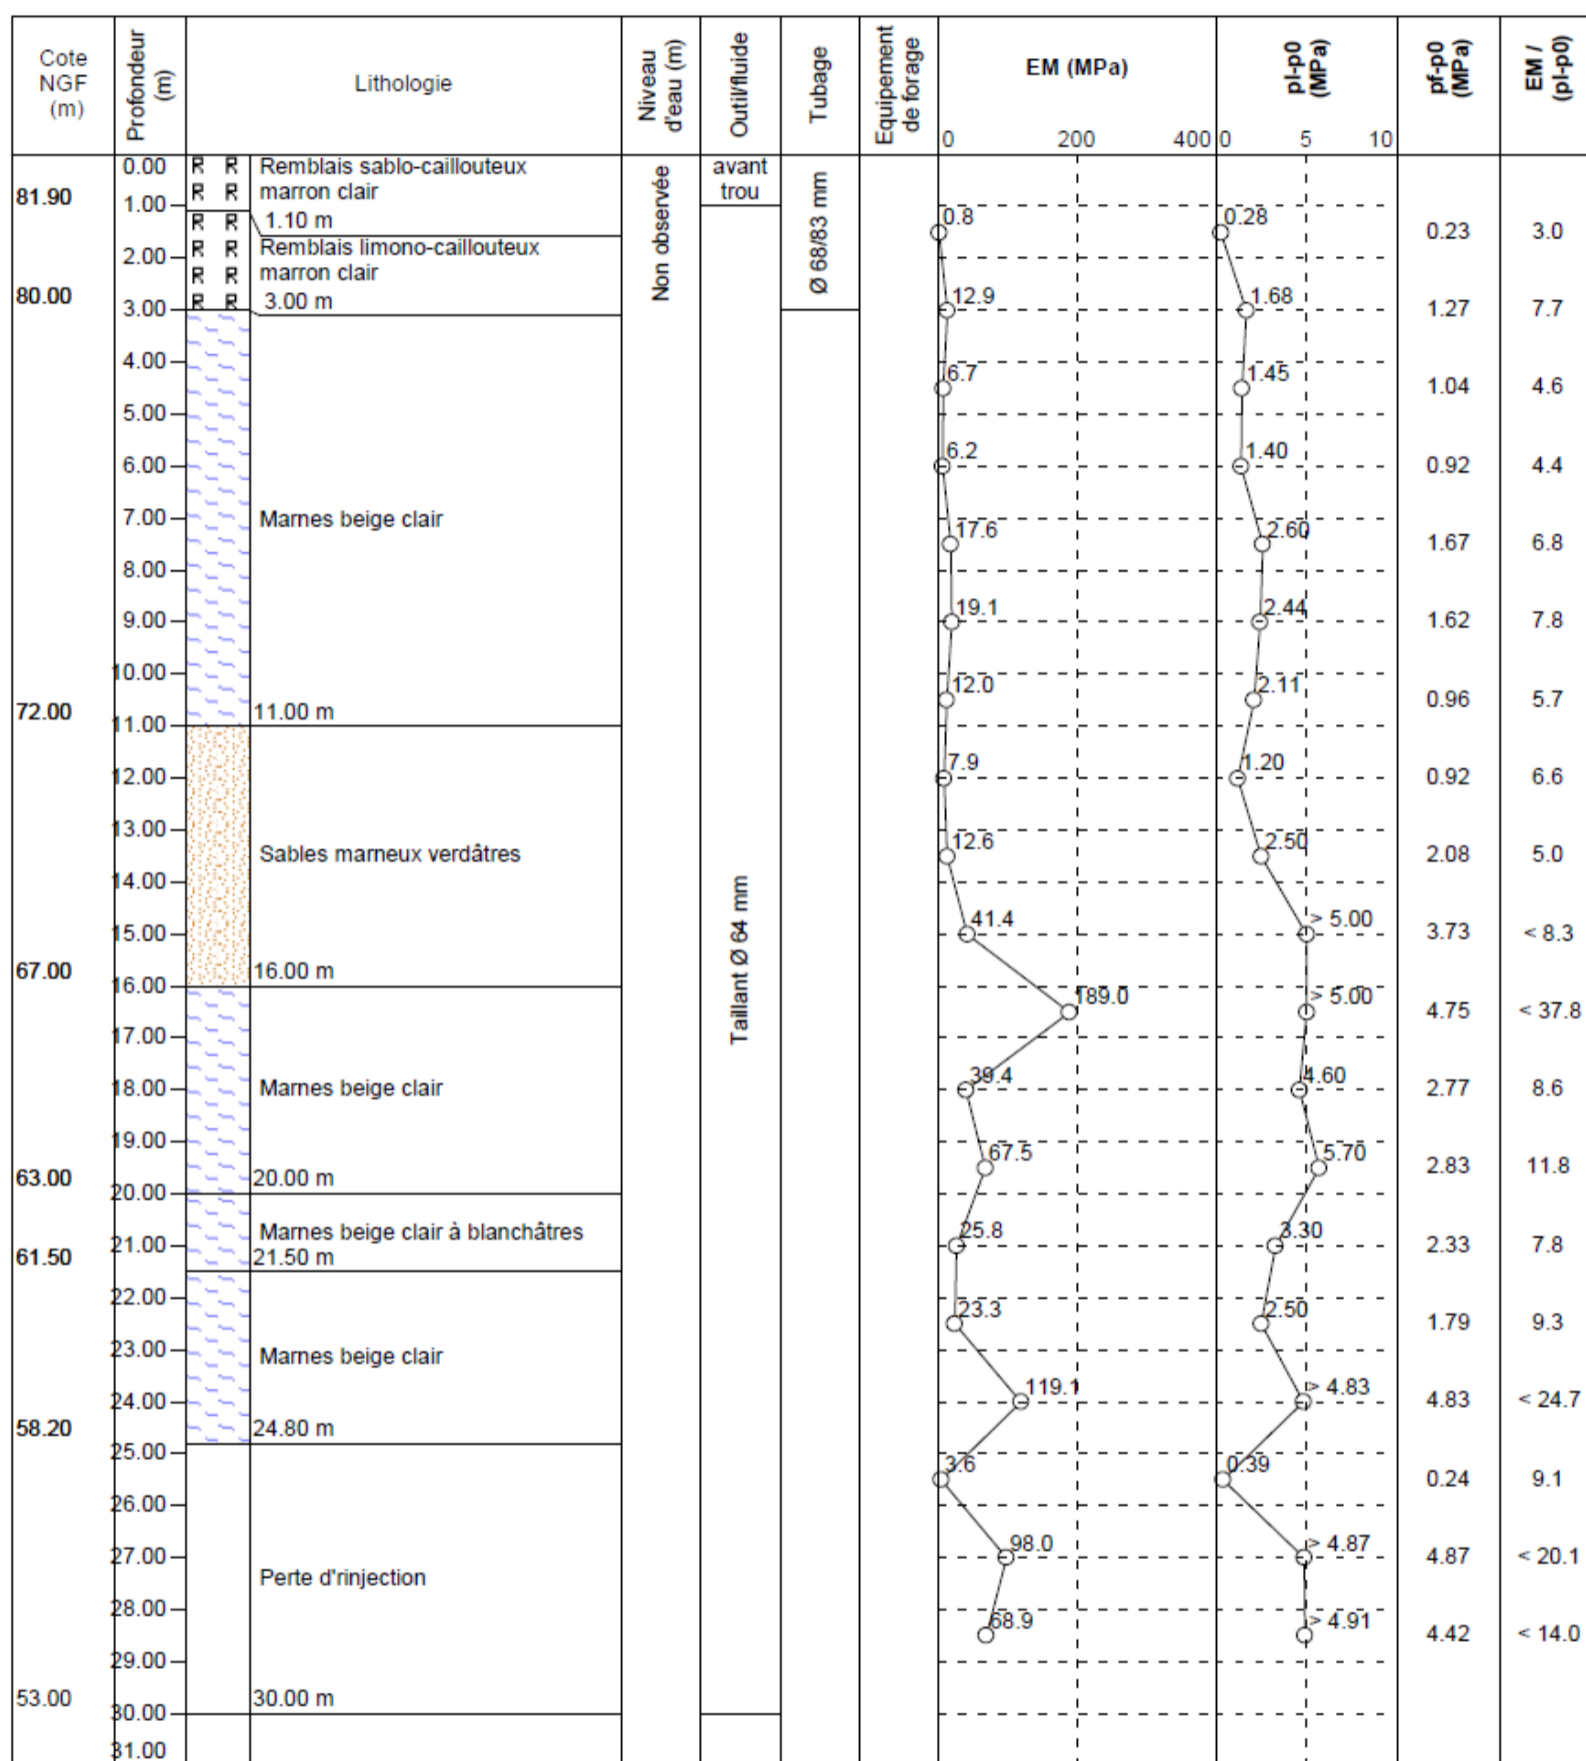 Cote NGF (m)
Profondeur (m)
Lithologie
Niveau d'eau (m)
Outil/fluide
Tubage
Equipement de forage
EM (MPa)
0 200 400
pl-p0 (MPa)
0 5 10
pf-p0 (MPa)
EM / (pl-p0)
0.00 R R Remblais sablo-caillouteux
avant
81.90 R R marron clair
trou
1.00
R R 1.10 m
0.8 0.28 0.23 3.0
R R Remblais limono-caillouteux
2.00
R R marron clair
80.00 R R 3.00 m
3.00
Non observée
Ø 68/83 mm
12.9 1.68 1.27 7.7
4.00
6.7 1.45 1.04 4.6
5.00
6.00
6.2 1.40 0.92 4.4
7.00 Marnes beige clair
17.6 2.60 1.67 6.8
8.00
9.00
19.1 2.44 1.62 7.8
10.00
12.0 2.11 0.96 5.7
72.00 11.00 m
11.00
12.00
7.9 1.20 0.92 6.6
13.00
12.6 2.50 2.08 5.0
Sables marneux verdâtres
14.00
15.00
41.4 > 5.00 3.73 < 8.3
Taillant Ø 64 mm
67.00 16.00 m
16.00
189.0 > 5.00 4.75 < 37.8
17.00
18.00 Marnes beige clair
39.4 4.60 2.77 8.6
19.00
67.5 5.70 2.83 11.8
63.00 20.00 m
20.00
Marnes beige clair à blanchâtres
21.00
25.8 3.30 2.33 7.8
61.50 21.50 m
22.00
23.3 2.50 1.79 9.3
23.00
Marnes beige clair
24.00
119.1 > 4.83 4.83 < 24.7
58.20 24.80 m
25.00
3.6 0.39 0.24 9.1
26.00
27.00
98.0 > 4.87 4.87 < 20.1
Perte d'rinjection
28.00
68.9 > 4.91 4.42 < 14.0
29.00
53.00 30.00 m
30.00
31.00